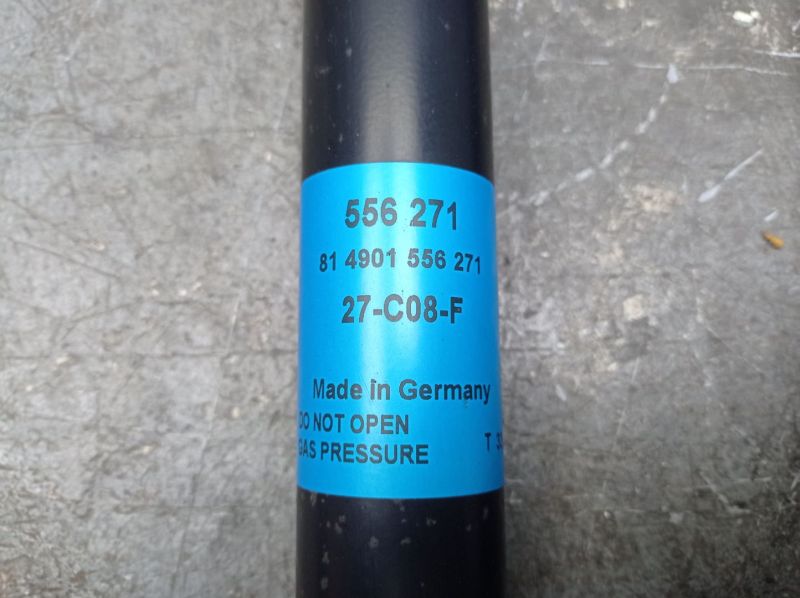 556 271
81 4901 556 271
27-C08-F
Made in Germany
DO NOT OPEN
GAS PRESSURE T